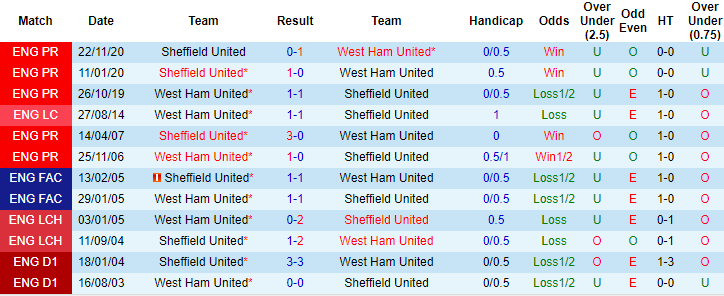 Match Date Team Result Team Handicap Odds Over Under (2.5) Odd Even HT Over Under (0.75)
ENG PR 22/11/20 Sheffield United 0-1 West Ham United* 0/0.5 Win U O 0-0 U
ENG PR 11/01/20 Sheffield United* 1-0 West Ham United 0.5 Win U O 0-0 U
ENG PR 26/10/19 West Ham United* 1-1 Sheffield United 0/0.5 Loss1/2 U E 1-0 O
ENG LC 27/08/14 West Ham United* 1-1 Sheffield United 1 Loss U E 1-0 O
ENG PR 14/04/07 Sheffield United* 3-0 West Ham United 0 Win O O 1-0 O
ENG PR 25/11/06 West Ham United* 1-0 Sheffield United 0.5/1 Win1/2 U O 1-0 O
ENG FAC 13/02/05 1 Sheffield United* 1-1 West Ham United 0/0.5 Loss1/2 U E 1-0 O
ENG FAC 29/01/05 West Ham United* 1-1 Sheffield United 0/0.5 Loss1/2 U E 1-0 O
ENG LCH 03/01/05 West Ham United* 0-2 Sheffield United 0.5 Loss U E 0-1 O
ENG LCH 11/09/04 Sheffield United* 1-2 West Ham United 0/0.5 Loss O O 0-1 O
ENG D1 18/01/04 Sheffield United* 3-3 West Ham United 0/0.5 Loss1/2 O E 1-3 O
ENG D1 16/08/03 West Ham United* 0-0 Sheffield United 0/0.5 Loss1/2 U E 0-0 U